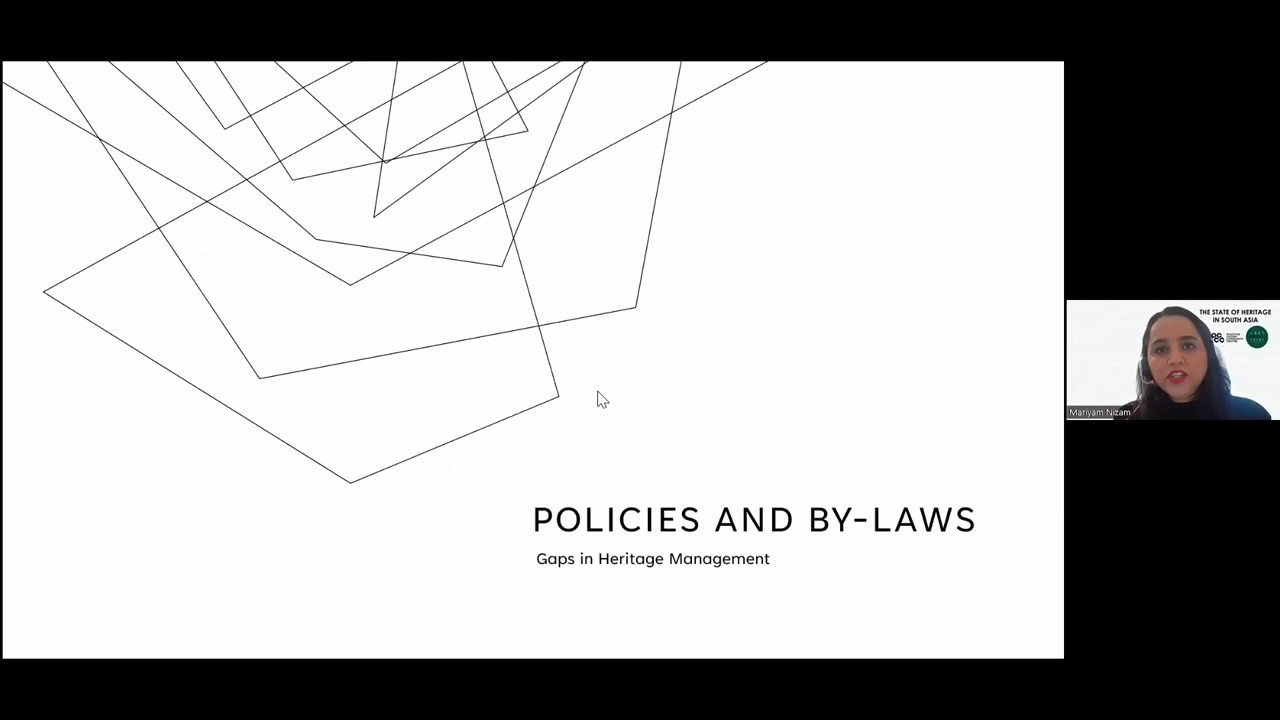 POLICIES AND BY-LAWS
Gaps in Heritage Management
THE STATE OF HERITAGE
IN SOUTH ASIA
Mariyam Nizam